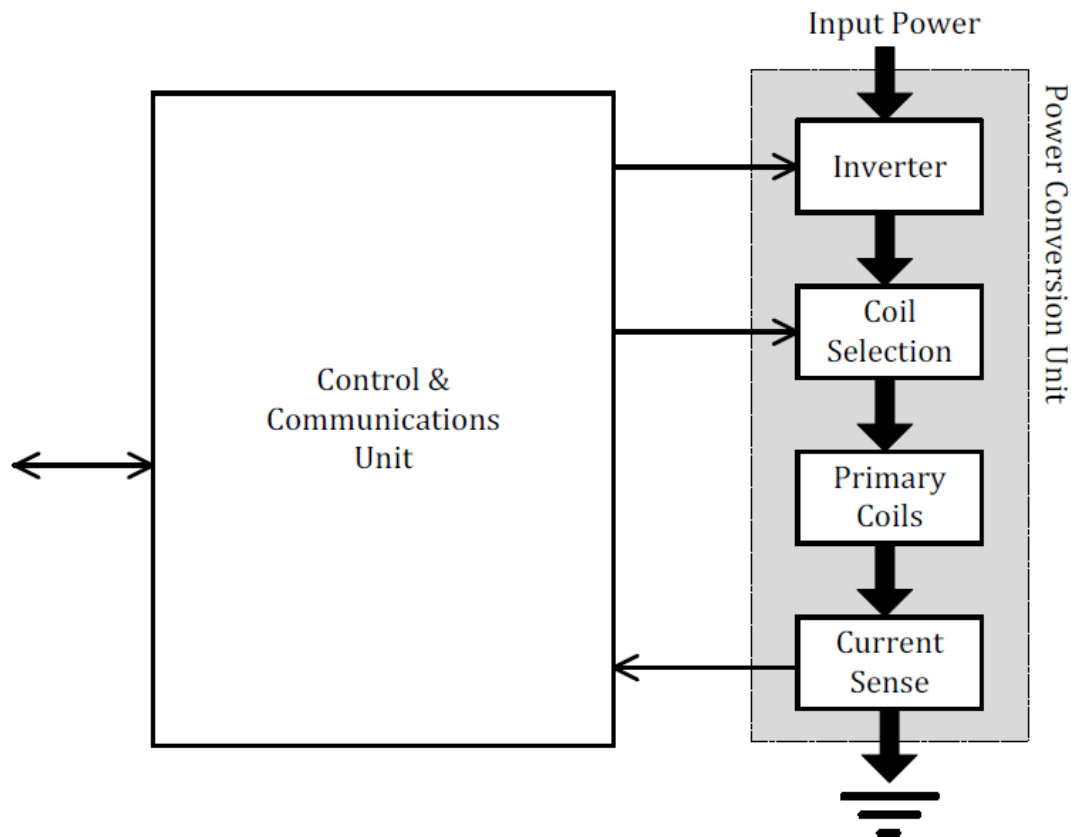 Input Power
Inverter
Coil
Selection
Control &
Communications
Unit
Primary
Coils
Current
Sense
Power Conversion Unit